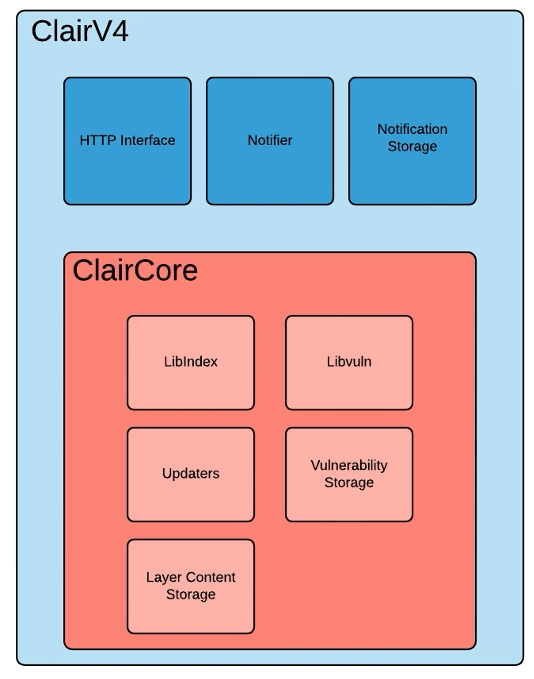 ClairV4
HTTP Interface
Notifier
Notification
Storage
ClairCore
LibIndex
Libvuln
Updaters
Vulnerability
Storage
Layer Content
Storage